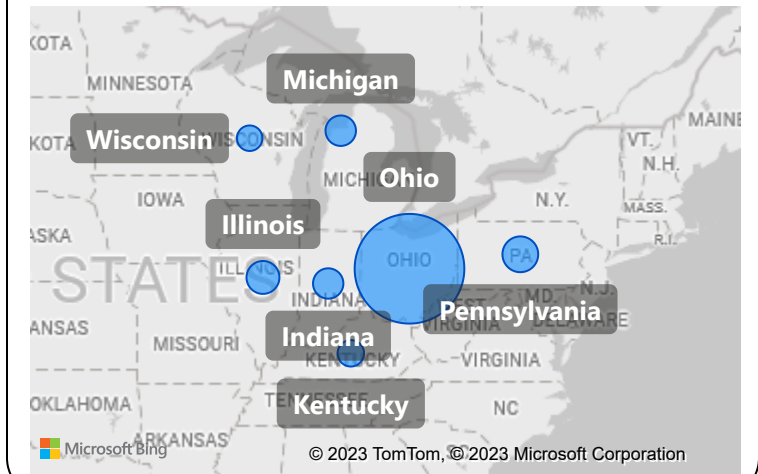 KOTA
MINNESOTA
Michigan
MAINE
KOTA
Wisconsin
WISCONSIN
VT.
N.H.
MICHIG
Ohio
IOWA
N.Y.
MASS.
Illinois
ASKA
R.I.
STATES
ILLINOIS
OHIO
PA
INDIANA
MD.
N.J.
Pennsylvania
WEST
VIRGINIA
DELAWARE
ANSAS
MISSOURI
Indiana
KENTUCKY
VIRGINIA
OKLAHOMA
TENNESSEE
Kentucky
NC
ARKANSAS
Microsoft Bing
SC
© 2023 TomTom, © 2023 Microsoft Corporation